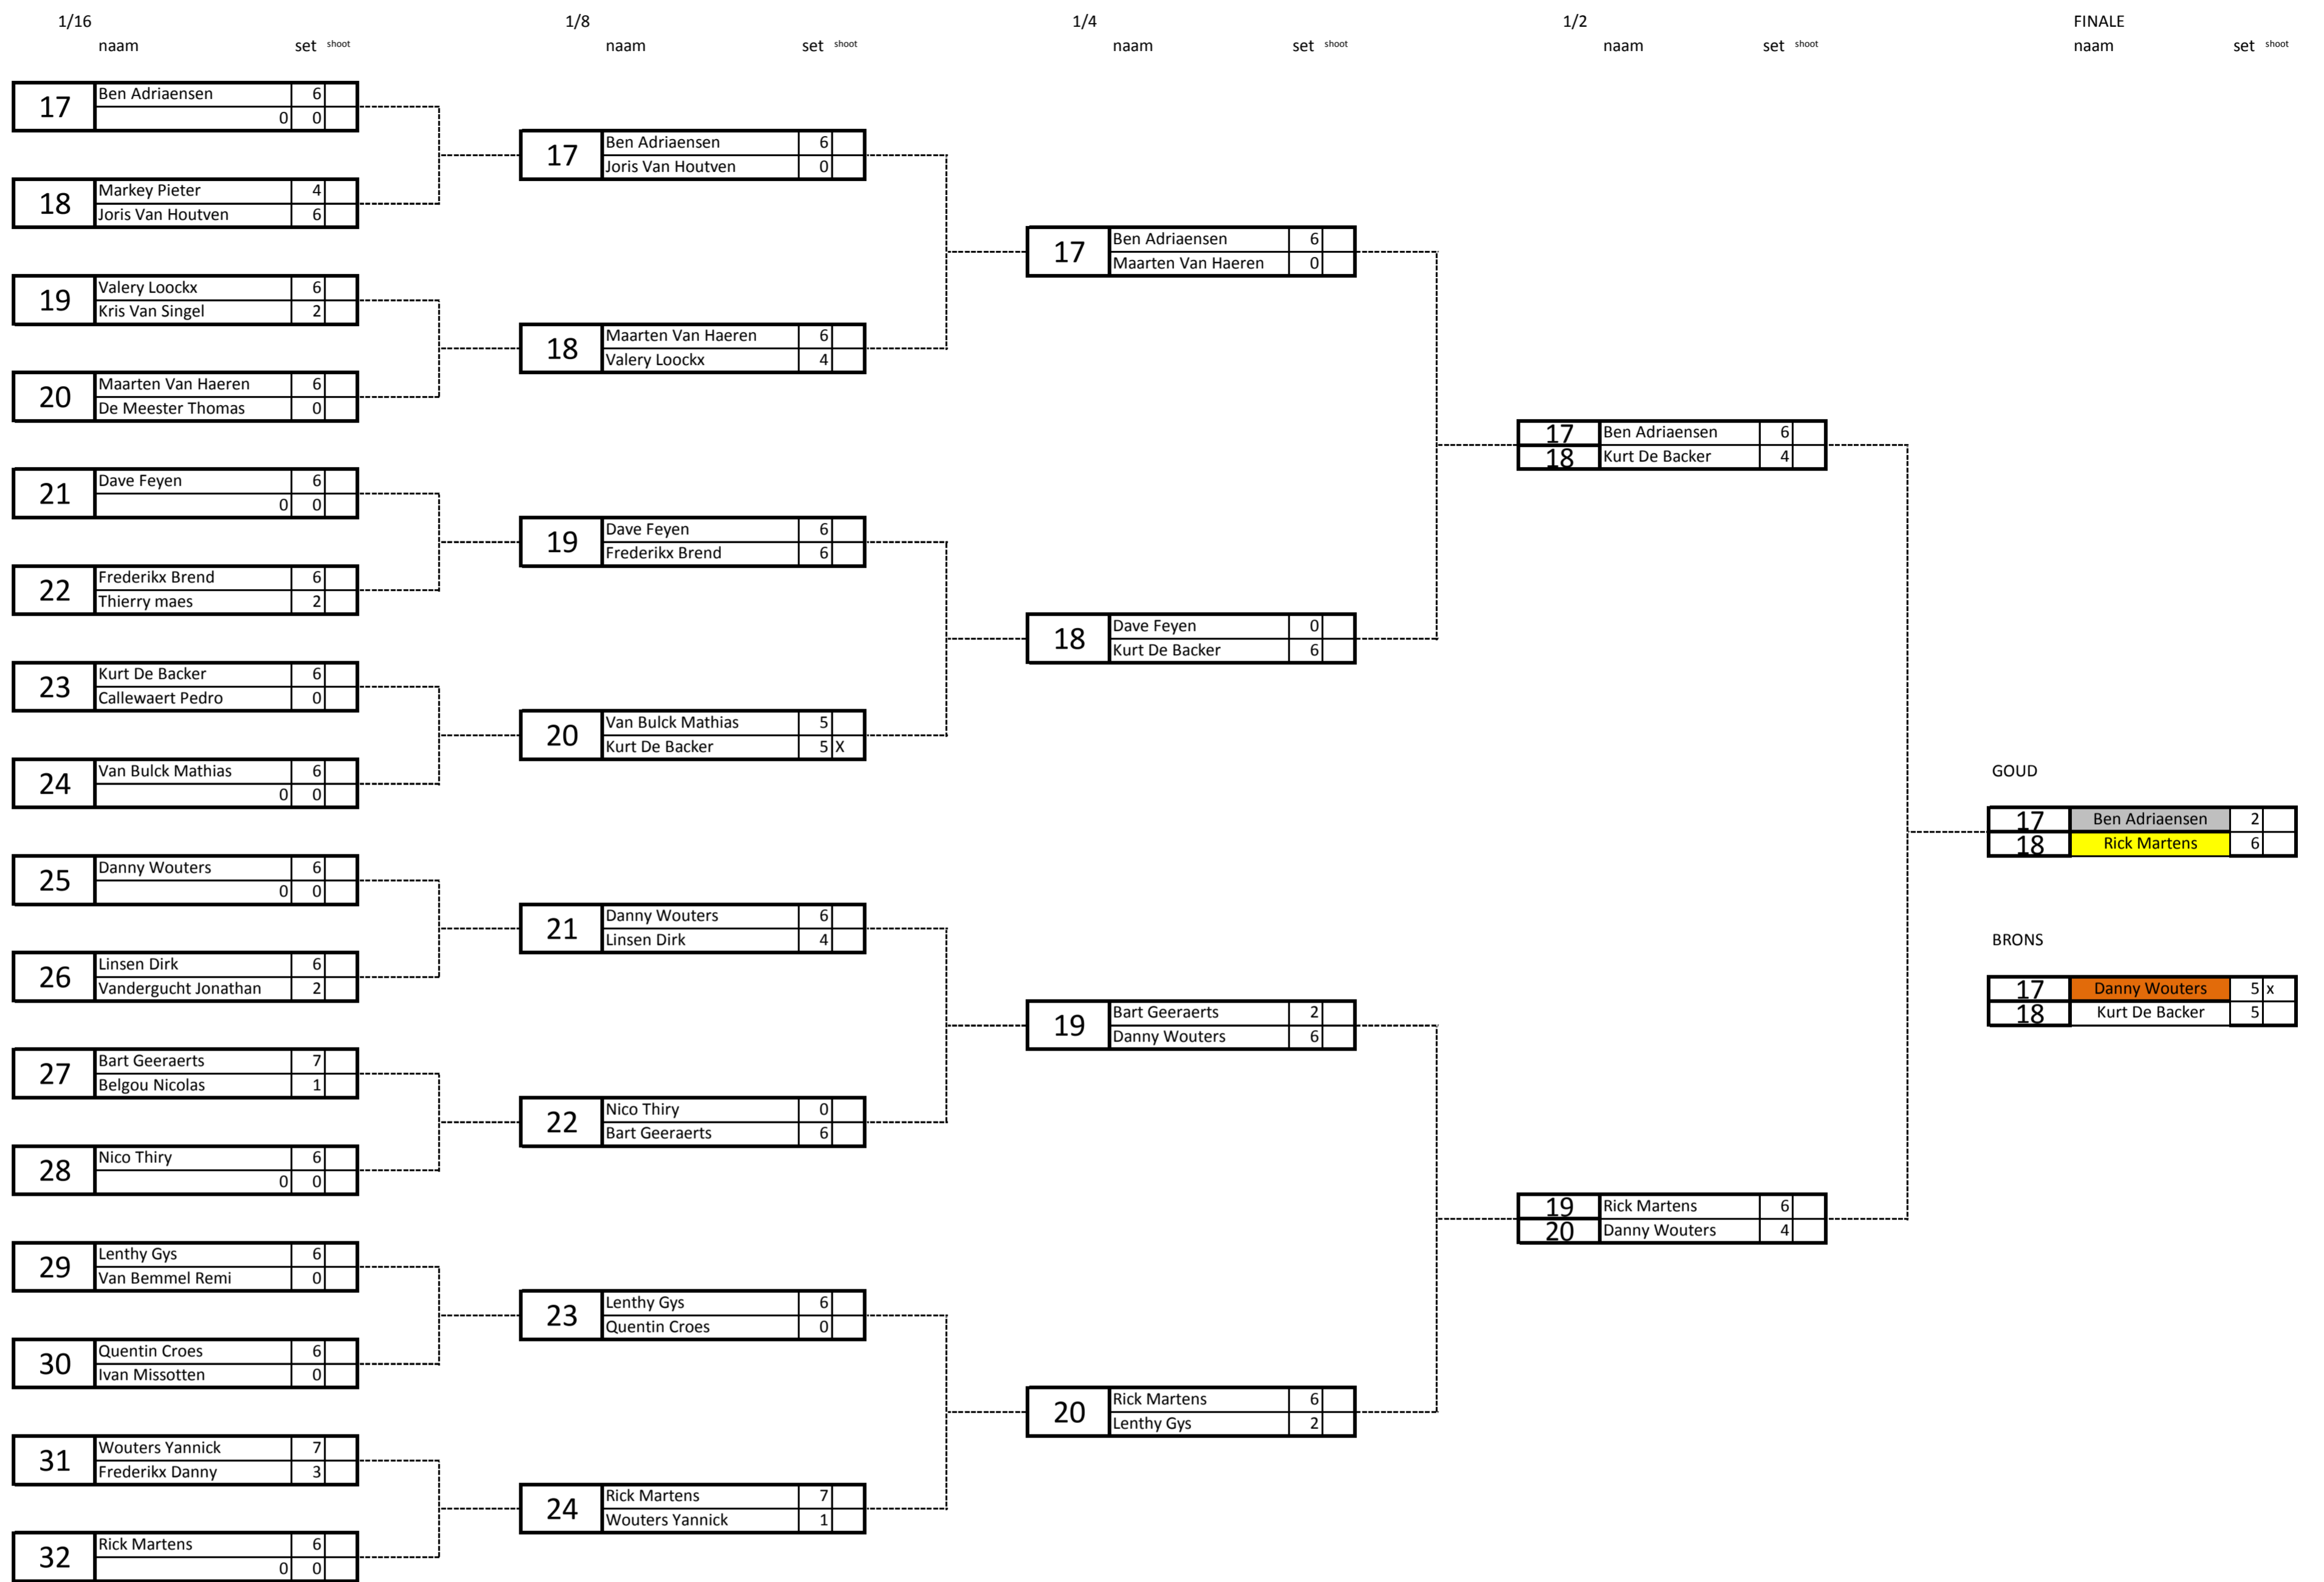 1/16 1/8 1/4 1/2 FINALE
naam set shoot naam set shoot naam set shoot naam set shoot naam set shoot
17 Ben Adriaensen 6
0 0
18 Markey Pieter 4
Joris Van Houtven 6
19 Valery Loockx 6
Kris Van Singel 2
20 Maarten Van Haeren 6
De Meester Thomas 0
21 Dave Feyen 6
0 0
22 Frederikx Brend 6
Thierry maes 2
23 Kurt De Backer 6
Callewaert Pedro 0
24 Van Bulck Mathias 6
0 0
25 Danny Wouters 6
0 0
26 Linsen Dirk 6
Vandergucht Jonathan 2
27 Bart Geeraerts 7
Belgou Nicolas 1
28 Nico Thiry 6
0 0
29 Lenthy Gys 6
Van Bemmel Remi 0
30 Quentin Croes 6
Ivan Missotten 0
31 Wouters Yannick 7
Frederikx Danny 3
32 Rick Martens 6
0 0
17 Ben Adriaensen 6
Joris Van Houtven 0
18 Maarten Van Haeren 6
Valery Loockx 4
19 Dave Feyen 6
Frederikx Brend 6
20 Van Bulck Mathias 5
Kurt De Backer 5 X
21 Danny Wouters 6
Linsen Dirk 4
22 Nico Thiry 0
Bart Geeraerts 6
23 Lenthy Gys 6
Quentin Croes 0
24 Rick Martens 7
Wouters Yannick 1
17 Ben Adriaensen 6
Maarten Van Haeren 0
18 Dave Feyen 0
Kurt De Backer 6
19 Bart Geeraerts 2
Danny Wouters 6
20 Rick Martens 6
Lenthy Gys 2
17 Ben Adriaensen 6
18 Kurt De Backer 4
19 Rick Martens 6
20 Danny Wouters 4
GOUD
17 Ben Adriaensen 2
18 Rick Martens 6
BRONS
17 Danny Wouters 5 x
18 Kurt De Backer 5